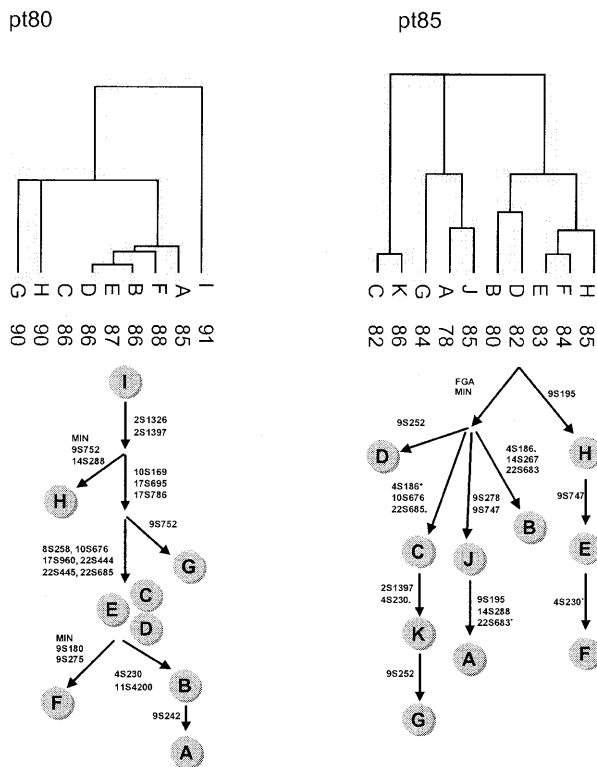 pt80
pt85
G H C D E B F A I
90 90 86 86 87 86 88 85 91
C K G A J B D E F H
82 86 84 78 85 80 82 83 84 85
I
2S1326
2S1397
MIN
9S752
14S288
10S169
17S695
17S786
H
9S752
8S258, 10S676
17S960, 22S444
22S445, 22S685
G
E
C
D
MIN
9S180
9S275
4S230
11S4200
F
B
9S242
A
FGA
MIN
9S195
9S252
D
4S186.
14S267
22S683
H
4S186*
10S676
22S685.
9S278
9S747
B
9S747
C
J
E
2S1397
4S230.
9S195
14S288
22S683*
4S230*
K
A
F
9S252
G